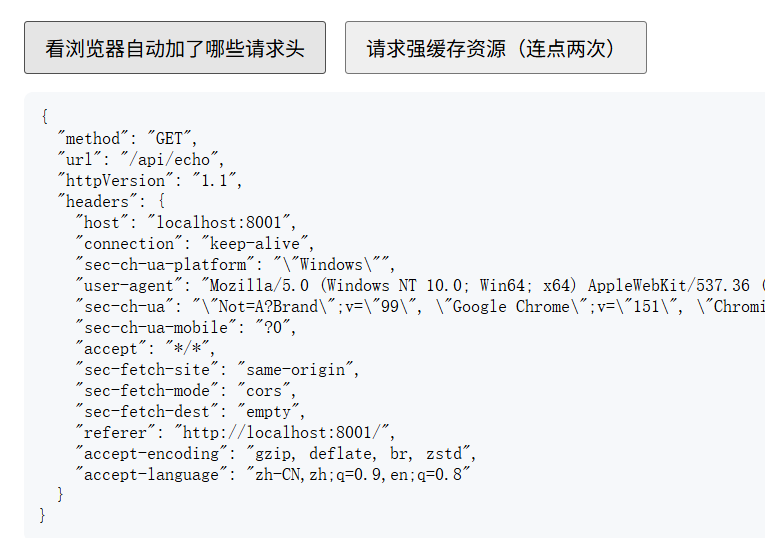 看浏览器自动加了哪些请求头
请求强缓存资源（连点两次）
{
  "method": "GET",
  "url": "/api/echo",
  "httpVersion": "1.1",
  "headers": {
    "host": "localhost:8001",
    "connection": "keep-alive",
    "sec-ch-ua-platform": "\"Windows\"",
    "user-agent": "Mozilla/5.0 (Windows NT 10.0; Win64; x64) AppleWebKit/537.36 (
    "sec-ch-ua": "\"Not=A?Brand\";v=\"99\", \"Google Chrome\";v=\"151\", \"Chromi
    "sec-ch-ua-mobile": "?0",
    "accept": "*/*",
    "sec-fetch-site": "same-origin",
    "sec-fetch-mode": "cors",
    "sec-fetch-dest": "empty",
    "referer": "http://localhost:8001/",
    "accept-encoding": "gzip, deflate, br, zstd",
    "accept-language": "zh-CN,zh;q=0.9,en;q=0.8"
  }
}